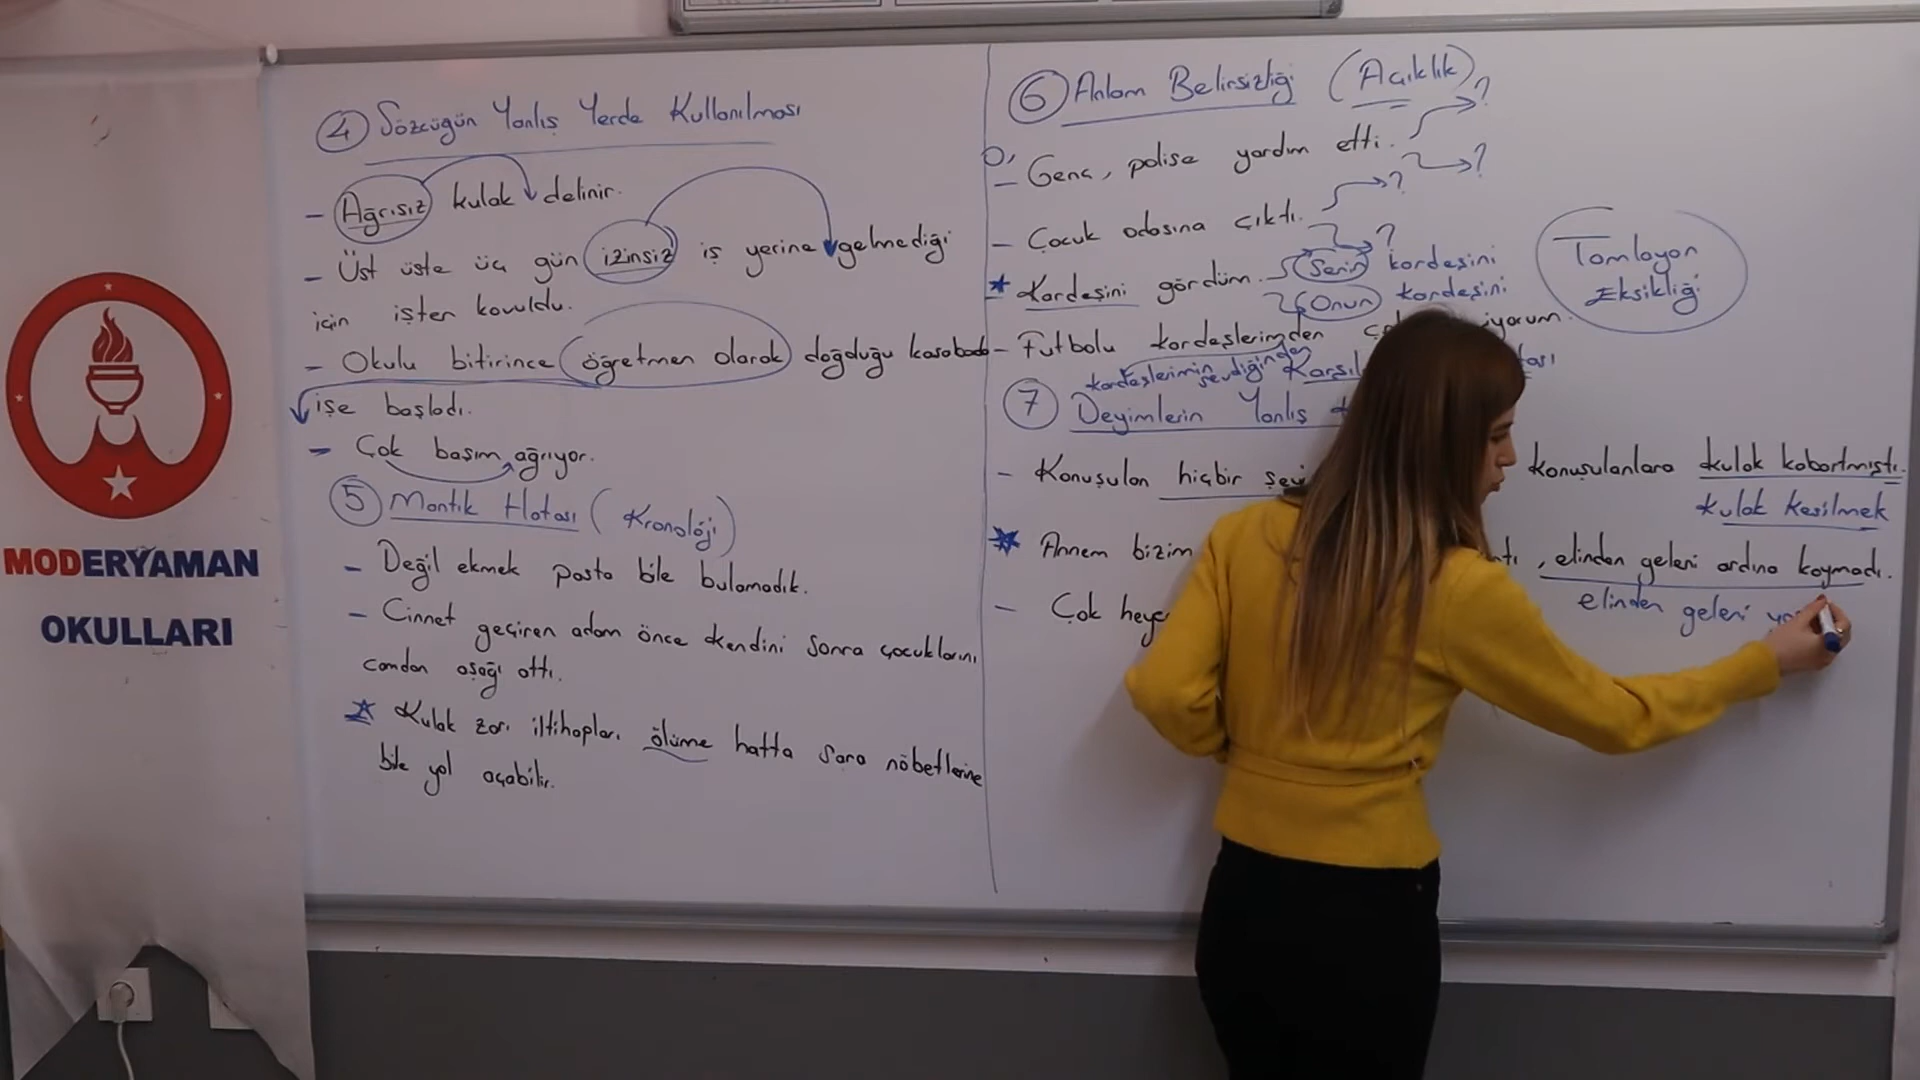 MODERYAMAN
OKULLARI
4 Sözcüğün Yanlış Yerde Kullanılması
- Ağrısız kulak delinir.
- Üst üste üç gün izinsiz iş yerine gelmediği
için işten kovuldu.
- Okulu bitirince öğretmen olarak doğduğu kasabada
işe başladı.
- Çok başım ağrıyor.
5 Mantık Hatası (Kronoloji)
- Değil ekmek pasta bile bulamadık.
- Cinnet geçiren adam önce kendini sonra çocuklarını
camdan aşağı attı.
Kulak zarı iltihapları ölüme hatta sara nöbetlerine
bile yol açabilir.
6 Anlam Belirsizliği (Açıklık)
?
O,
- Genç, polise yardım etti.
?
?
- Çocuk odasına çıktı.
?
* Kardeşini gördüm. Senin kardeşini
Onun kardeşini
Tamlayan
Eksikliği
- Futbolu kardeşlerimden
kardeşlerimin sevdiğinden
7 Deyimlerin Yanlış
- Konuşulan hiçbir konuşulanlara kulak kabartmıştı.
kulak kesilmek
Annem bizim , elinden geleni ardına koymadı.
elinden geleni
- Çok